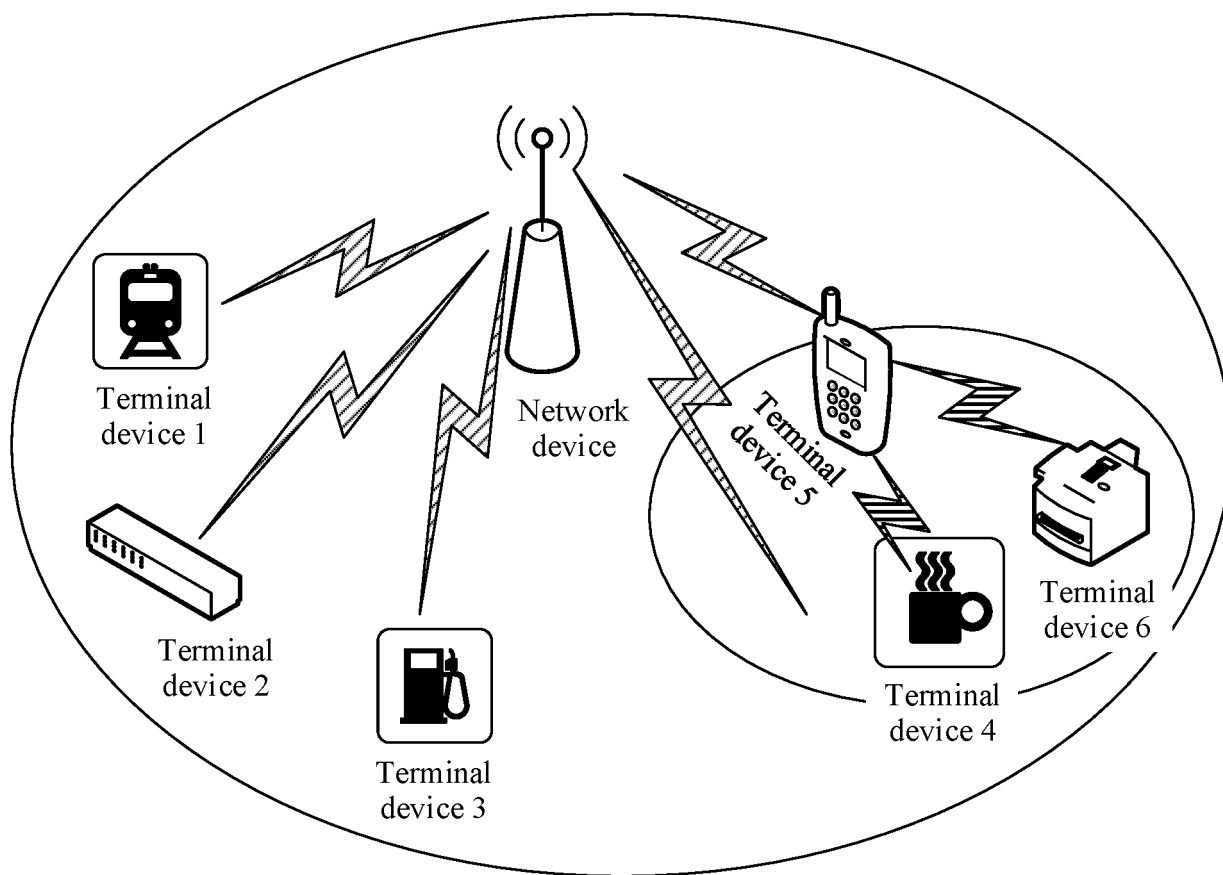 Terminal
device 1
Network
device
Terminal
device 5
Terminal
device 6
Terminal
device 2
Terminal
device 4
Terminal
device 3